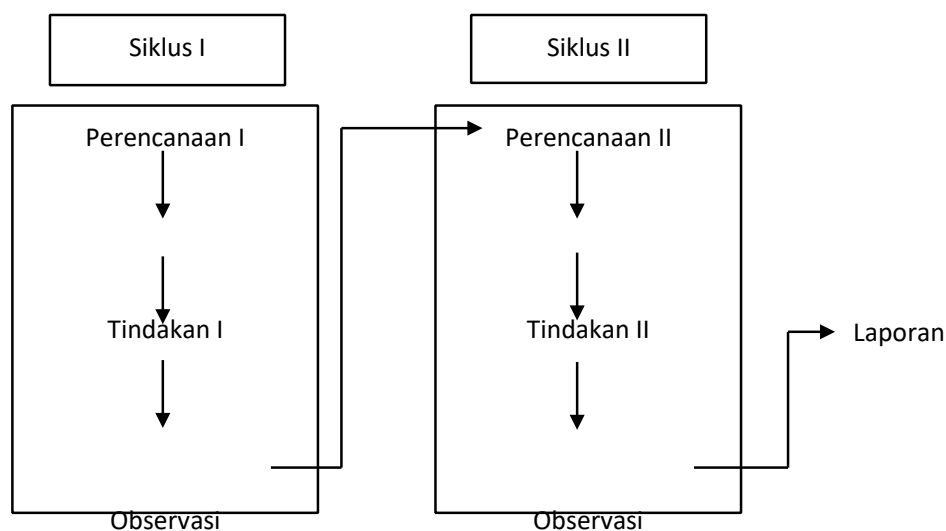 Siklus I
Siklus II
Perencanaan I
Perencanaan II
Tindakan I
Tindakan II
Laporan
Observasi
Observasi